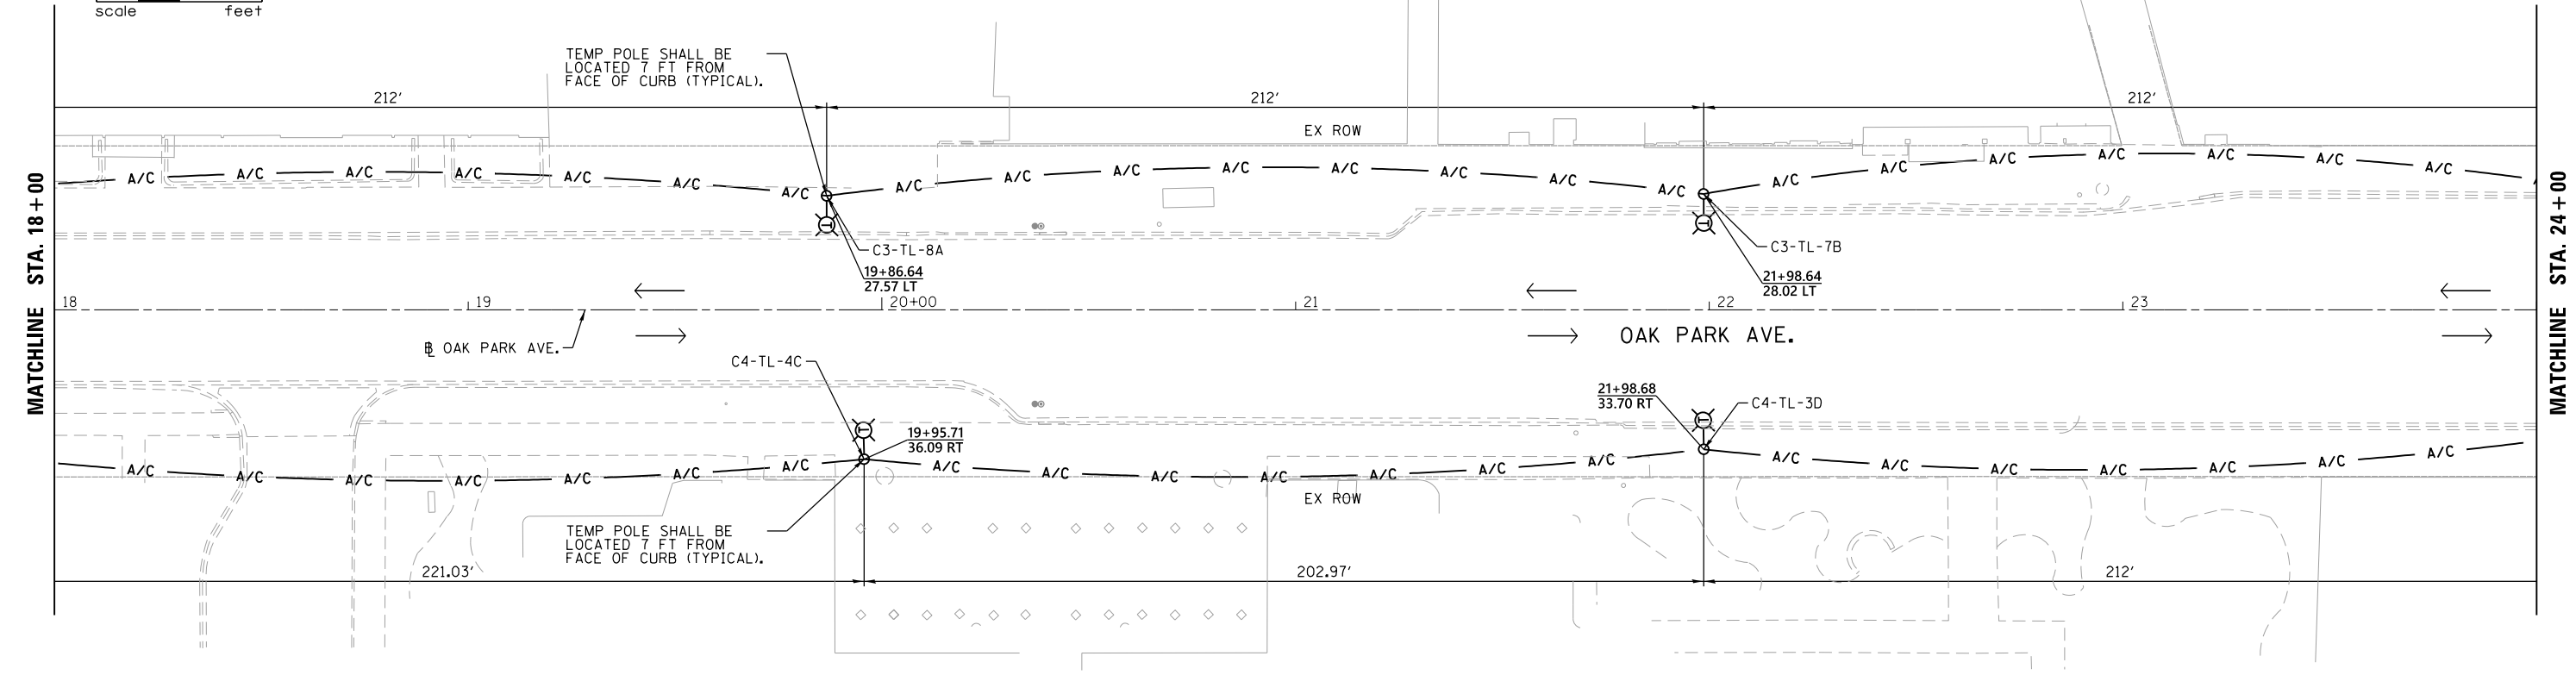 scale feet
TEMP POLE SHALL BE
LOCATED 7 FT FROM
FACE OF CURB (TYPICAL).
212' 212' 212'
EX ROW
A/C A/C A/C A/C A/C A/C A/C A/C A/C A/C A/C A/C A/C A/C A/C A/C A/C A/C A/C A/C A/C A/C
MATCHLINE STA. 18+00
MATCHLINE STA. 24+00
C3-TL-8A
19+86.64
27.57 LT
C3-TL-7B
21+98.64
28.02 LT
18 19 20+00 21 22 23
OAK PARK AVE.
BL OAK PARK AVE.
C4-TL-4C
19+95.71
36.09 RT
21+98.68
33.70 RT
C4-TL-3D
A/C A/C A/C A/C A/C A/C A/C A/C A/C A/C A/C A/C A/C A/C A/C A/C A/C A/C A/C A/C A/C
EX ROW
TEMP POLE SHALL BE
LOCATED 7 FT FROM
FACE OF CURB (TYPICAL).
221.03' 202.97' 212'